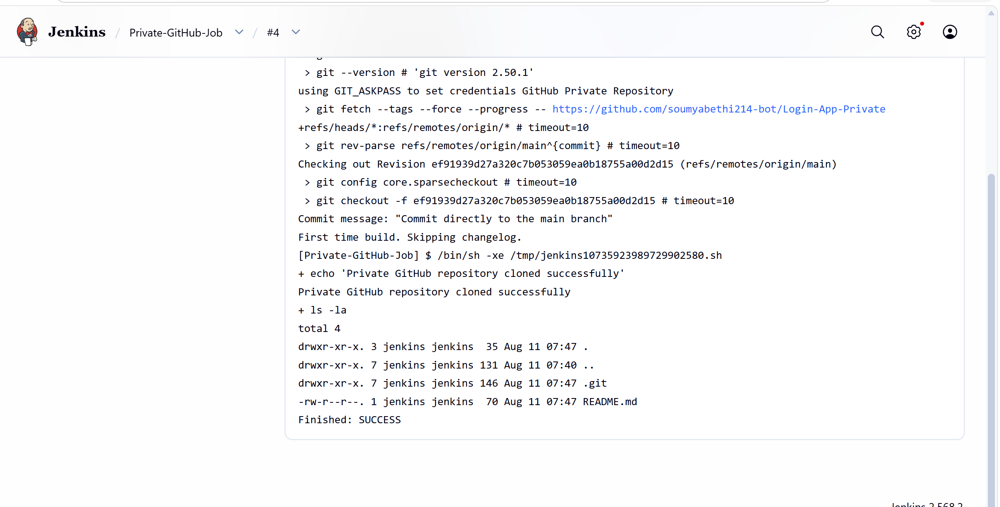 Jenkins / Private-GitHub-Job / #4
> git --version # 'git version 2.50.1'
using GIT_ASKPASS to set credentials GitHub Private Repository
> git fetch --tags --force --progress -- https://github.com/soumyabethi214-bot/Login-App-Private
+refs/heads/*:refs/remotes/origin/* # timeout=10
> git rev-parse refs/remotes/origin/main^{commit} # timeout=10
Checking out Revision ef91939d27a320c7b053059ea0b18755a00d2d15 (refs/remotes/origin/main)
> git config core.sparsecheckout # timeout=10
> git checkout -f ef91939d27a320c7b053059ea0b18755a00d2d15 # timeout=10
Commit message: "Commit directly to the main branch"
First time build. Skipping changelog.
[Private-GitHub-Job] $ /bin/sh -xe /tmp/jenkins10735923989729902580.sh
+ echo 'Private GitHub repository cloned successfully'
Private GitHub repository cloned successfully
+ ls -la
total 4
drwxr-xr-x. 3 jenkins jenkins  35 Aug 11 07:47 .
drwxr-xr-x. 7 jenkins jenkins 131 Aug 11 07:40 ..
drwxr-xr-x. 7 jenkins jenkins 146 Aug 11 07:47 .git
-rw-r--r--. 1 jenkins jenkins  70 Aug 11 07:47 README.md
Finished: SUCCESS
Jenkins 2.568.2